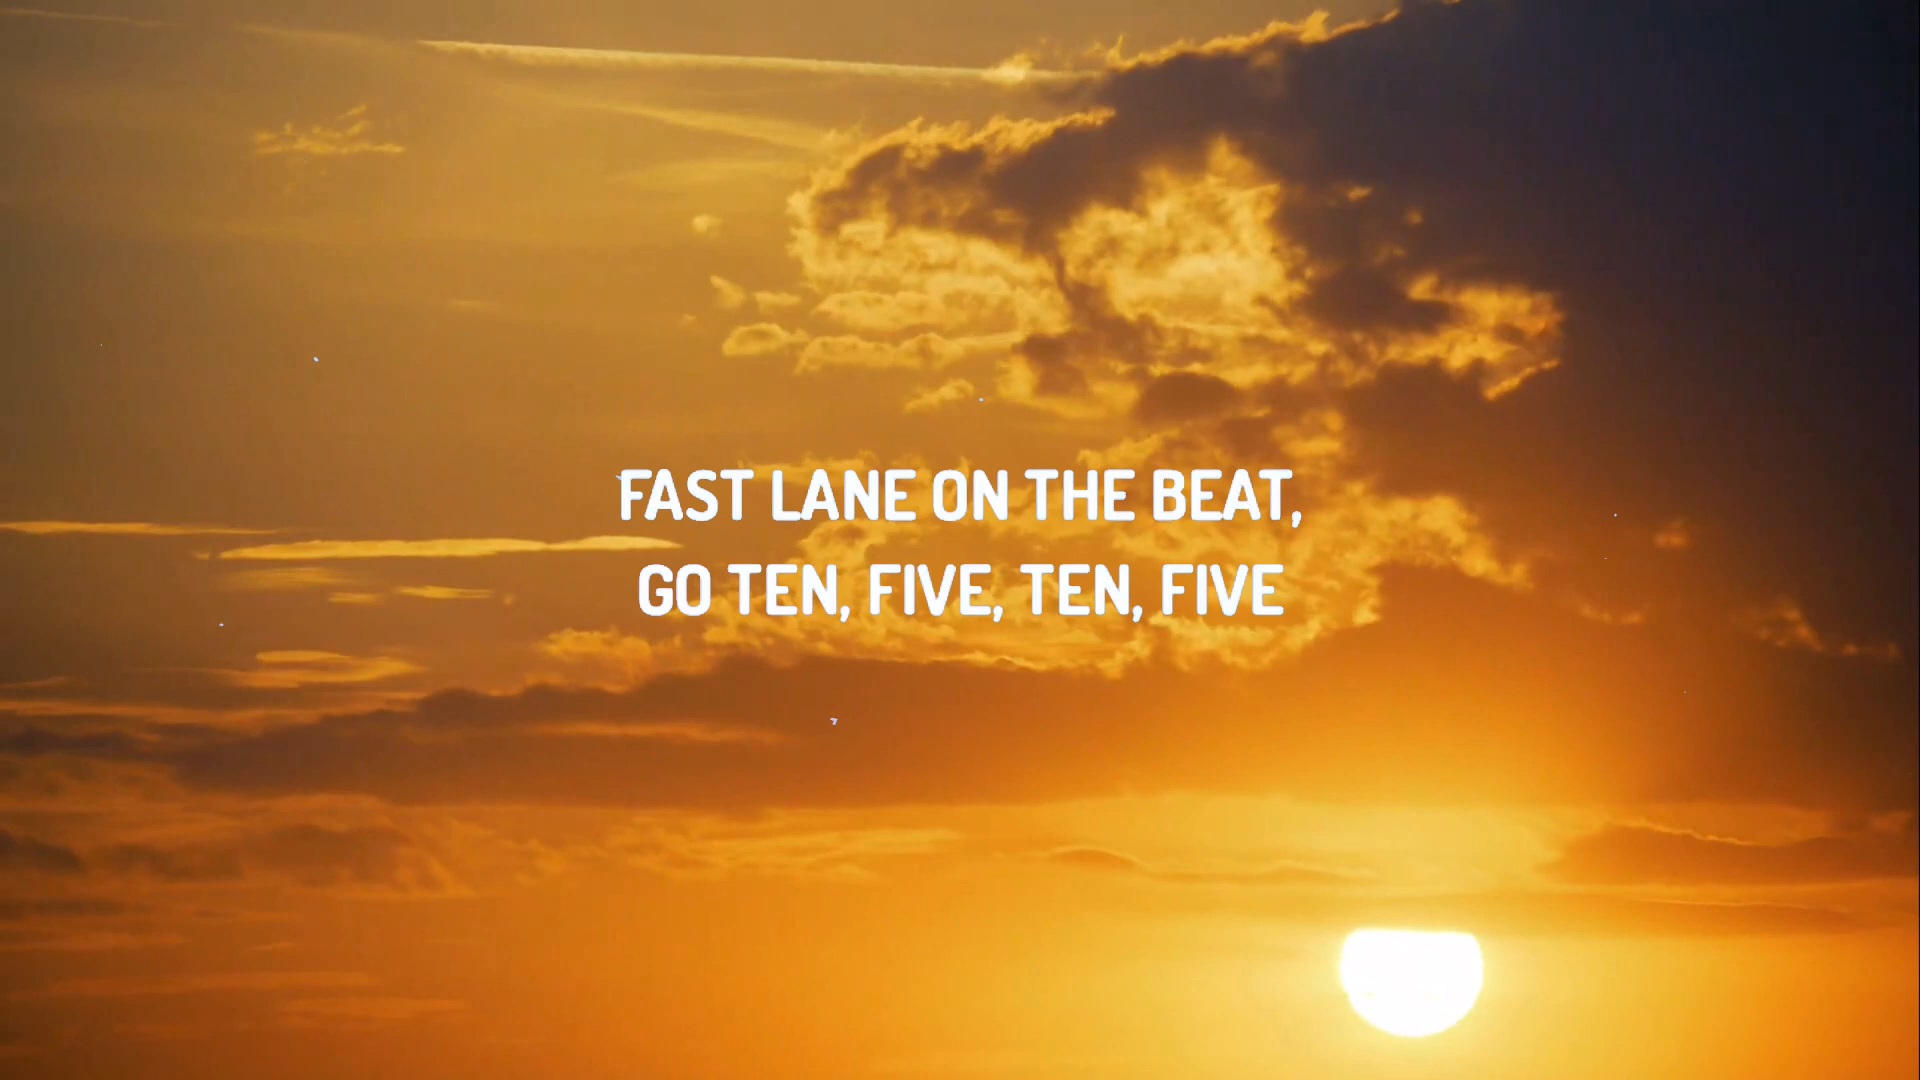 FAST LANE ON THE BEAT,
GO TEN, FIVE, TEN, FIVE